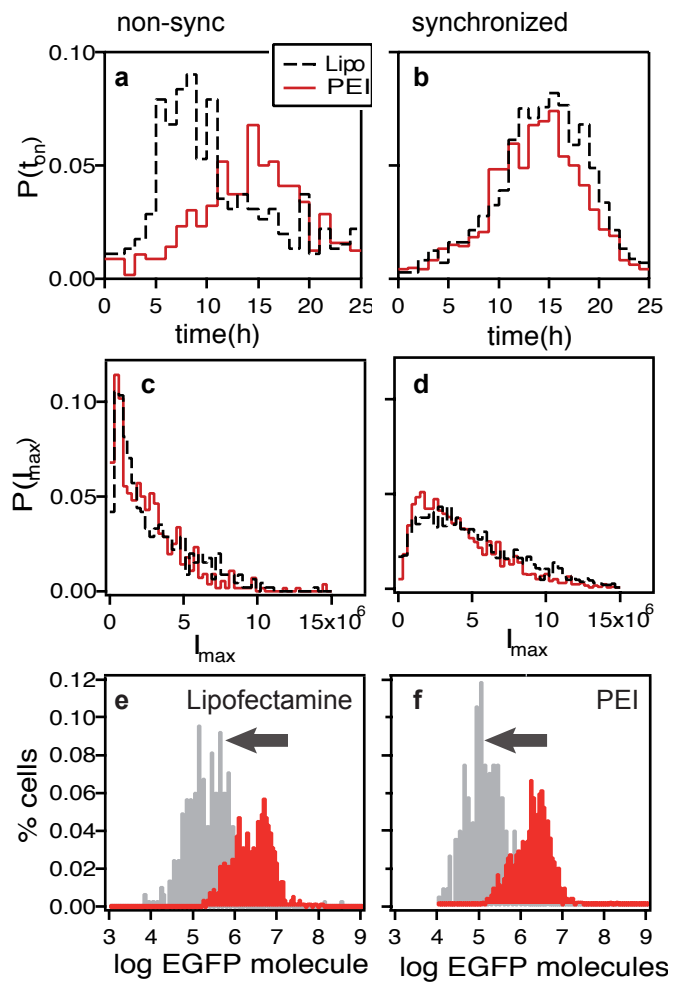 non-sync synchronized
0.10 a Lipo b
PEI
P(t_on) 0.05
0.00
0 5 10 15 20 25 0 5 10 15 20 25
time(h) time(h)
c d
0.10
P(I_max) 0.05
0.00
0 5 10 15x10^6 0 5 10 15x10^6
I_max I_max
0.12 e Lipofectamine f PEI
0.10
0.08
% cells 0.06
0.04
0.02
0.00
3 4 5 6 7 8 9 3 4 5 6 7 8 9
log EGFP molecule log EGFP molecules